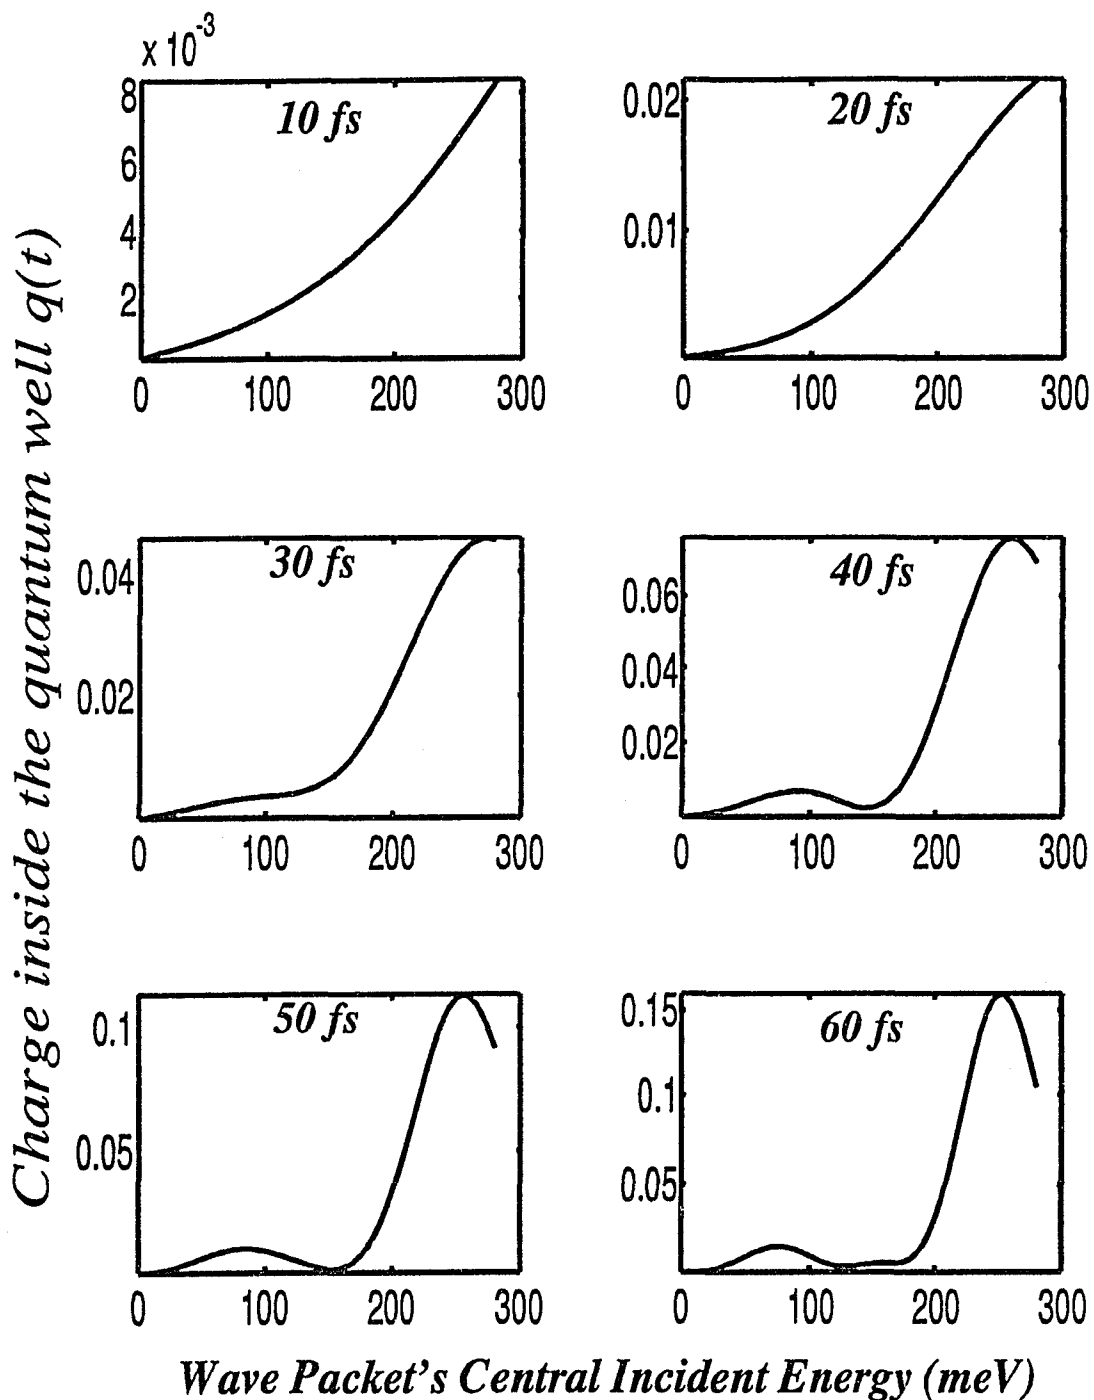 Charge inside the quantum well q(t)
x 10^-3
8
6
4
2
10 fs
0 100 200 300
0.02
0.01
20 fs
0 100 200 300
0.04
0.02
30 fs
0 100 200 300
0.06
0.04
0.02
40 fs
0 100 200 300
0.1
0.05
50 fs
0 100 200 300
0.15
0.1
0.05
60 fs
0 100 200 300
Wave Packet's Central Incident Energy (meV)